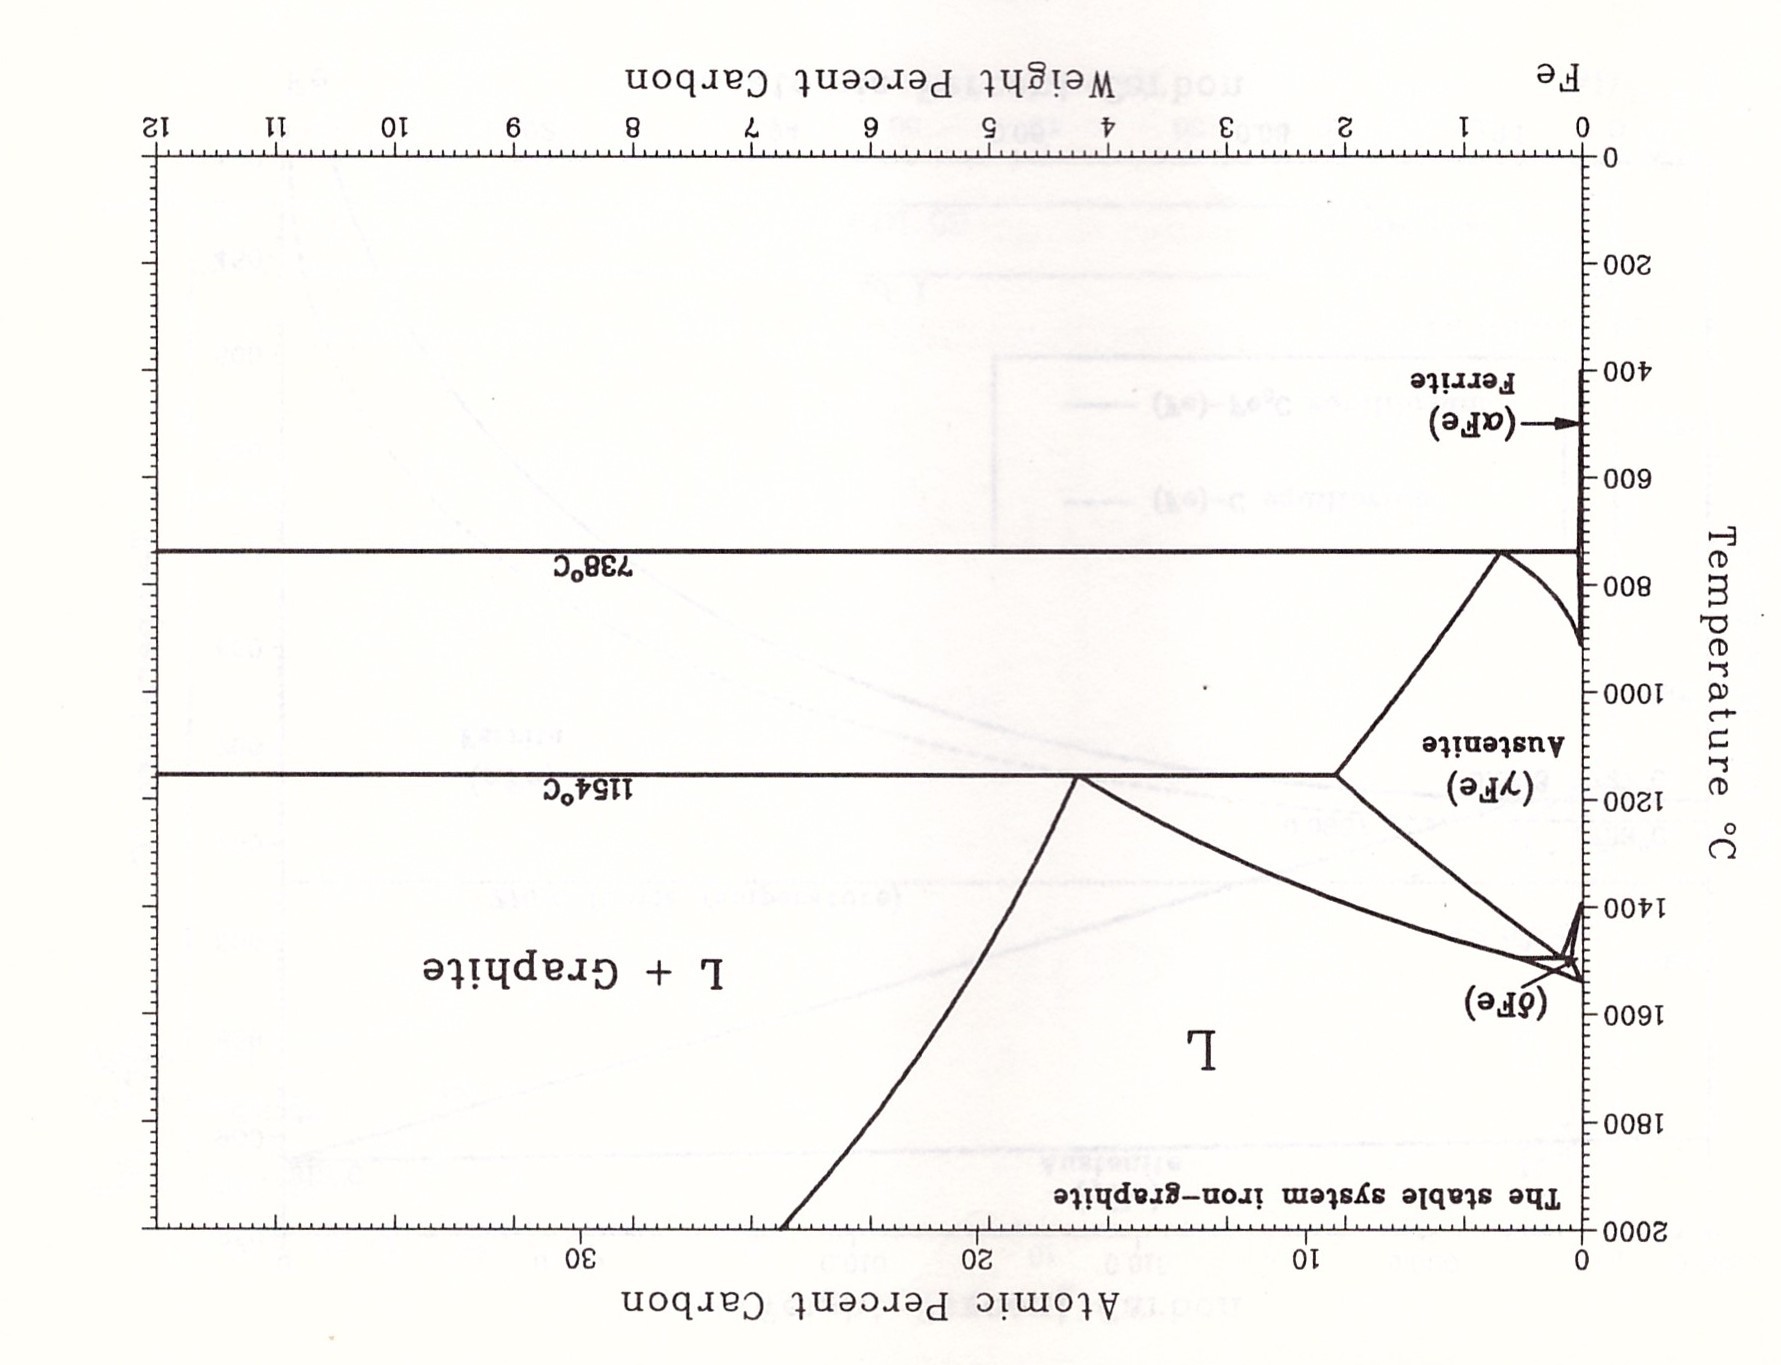 Atomic Percent Carbon
0 10 20 30
2000
The stable system iron-graphite
1800
L
1600
(δFe)
L + Graphite
1400
1200
(γFe)
1154°C
Austenite
1000
800
738°C
600
(αFe)
Ferrite
400
200
0
0 1 2 3 4 5 6 7 8 9 10 11 12
Temperature °C
Fe
Weight Percent Carbon